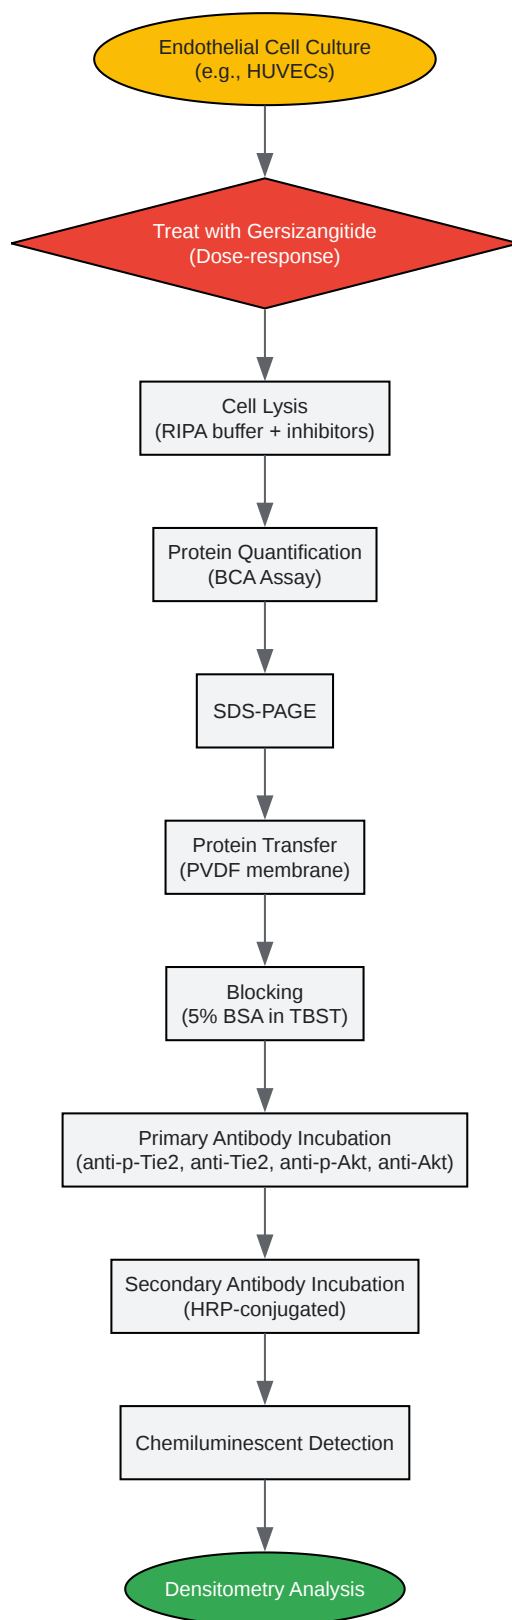 Endothelial Cell Culture
(e.g., HUVECs)
Treat with Gersizangitide
(Dose-response)
Cell Lysis
(RIPA buffer + inhibitors)
Protein Quantification
(BCA Assay)
SDS-PAGE
Protein Transfer
(PVDF membrane)
Blocking
(5% BSA in TBST)
Primary Antibody Incubation
(anti-p-Tie2, anti-Tie2, anti-p-Akt, anti-Akt)
Secondary Antibody Incubation
(HRP-conjugated)
Chemiluminescent Detection
Densitometry Analysis